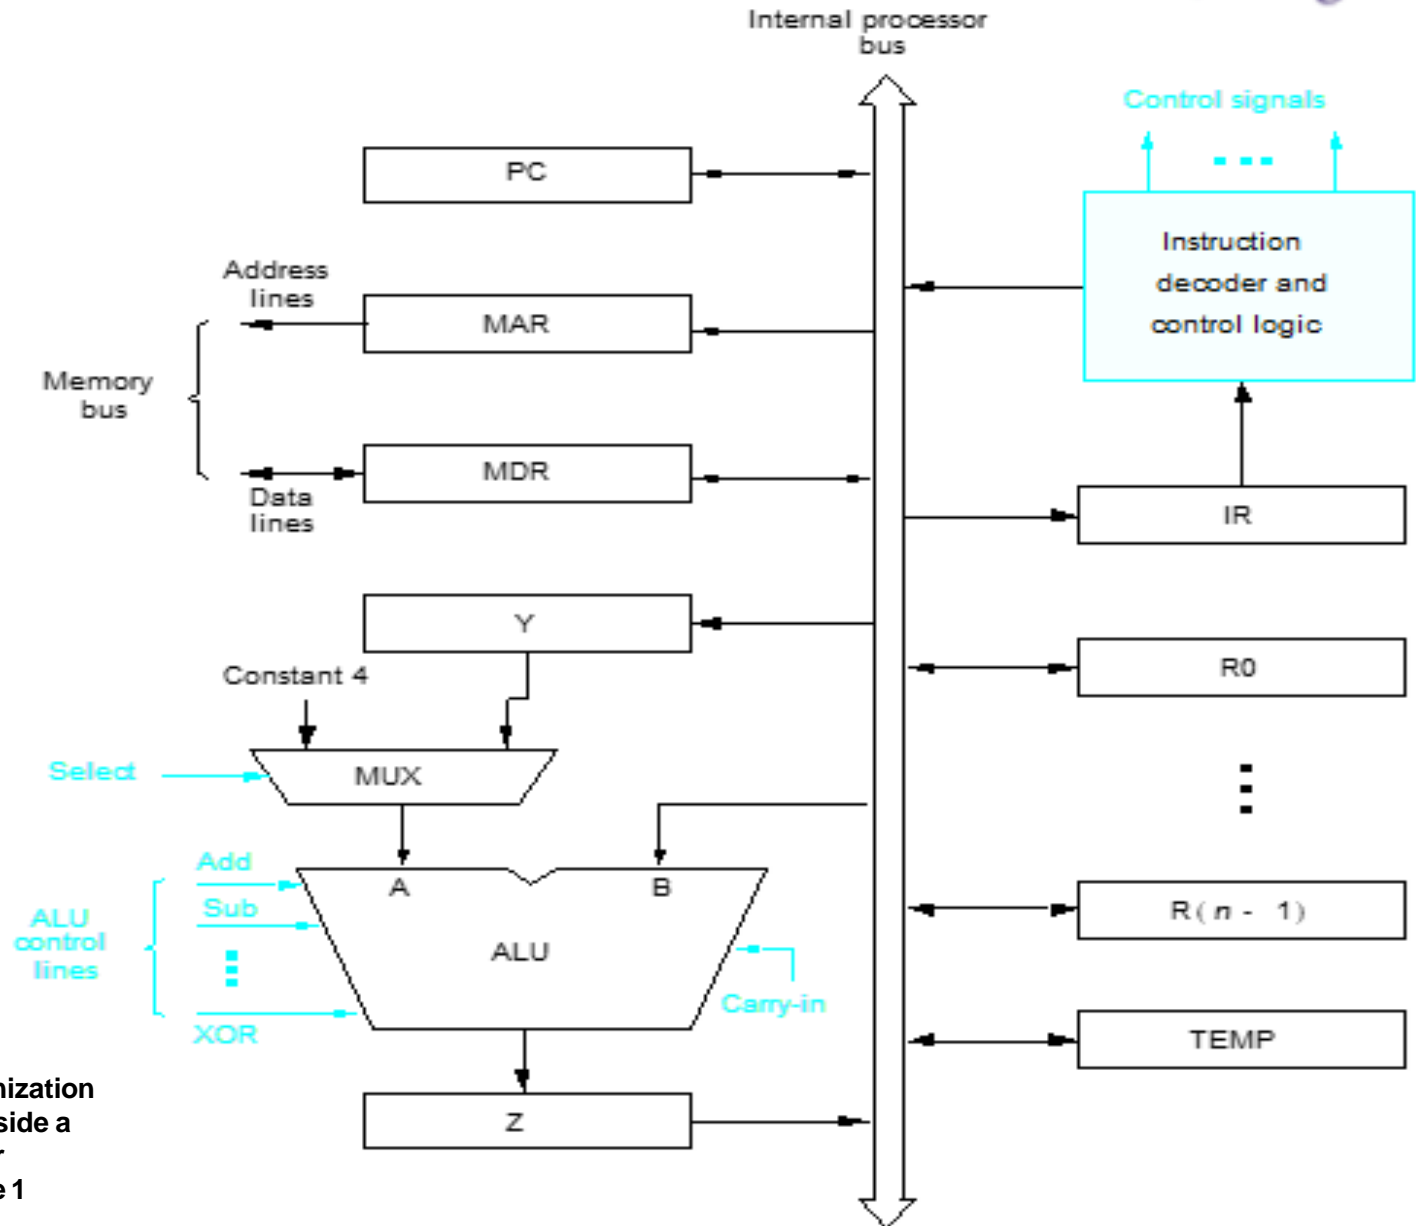 Internal processor
bus
Control signals
PC
Instruction
decoder and
control logic
Address
lines
MAR
Memory
bus
MDR
Data
lines
IR
Y
Constant 4
R0
Select
MUX
Add
A
B
R(n - 1)
Sub
ALU
control
lines
ALU
Carry-in
XOR
TEMP
Z
side a
1